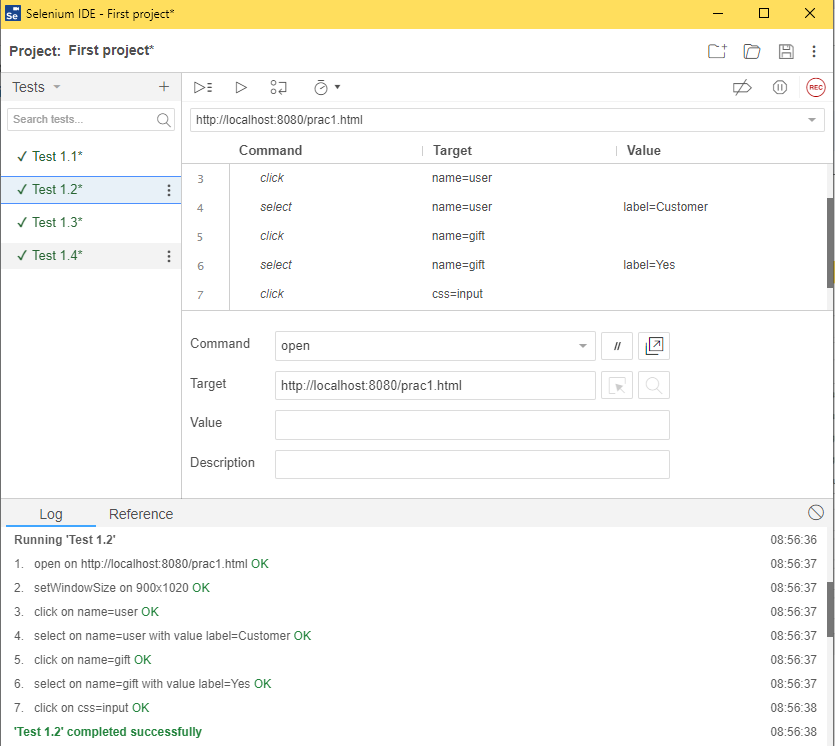 Se Selenium IDE - First project*
Project: First project*
Tests
REC
Search tests...
http://localhost:8080/prac1.html
Command Target Value
✓ Test 1.1*
✓ Test 1.2*
✓ Test 1.3*
✓ Test 1.4*
3 click name=user
4 select name=user label=Customer
5 click name=gift
6 select name=gift label=Yes
7 click css=input
Command open //
Target http://localhost:8080/prac1.html
Value
Description
Log Reference
Running 'Test 1.2' 08:56:36
1. open on http://localhost:8080/prac1.html OK 08:56:37
2. setWindowSize on 900x1020 OK 08:56:37
3. click on name=user OK 08:56:37
4. select on name=user with value label=Customer OK 08:56:37
5. click on name=gift OK 08:56:37
6. select on name=gift with value label=Yes OK 08:56:37
7. click on css=input OK 08:56:38
'Test 1.2' completed successfully 08:56:38